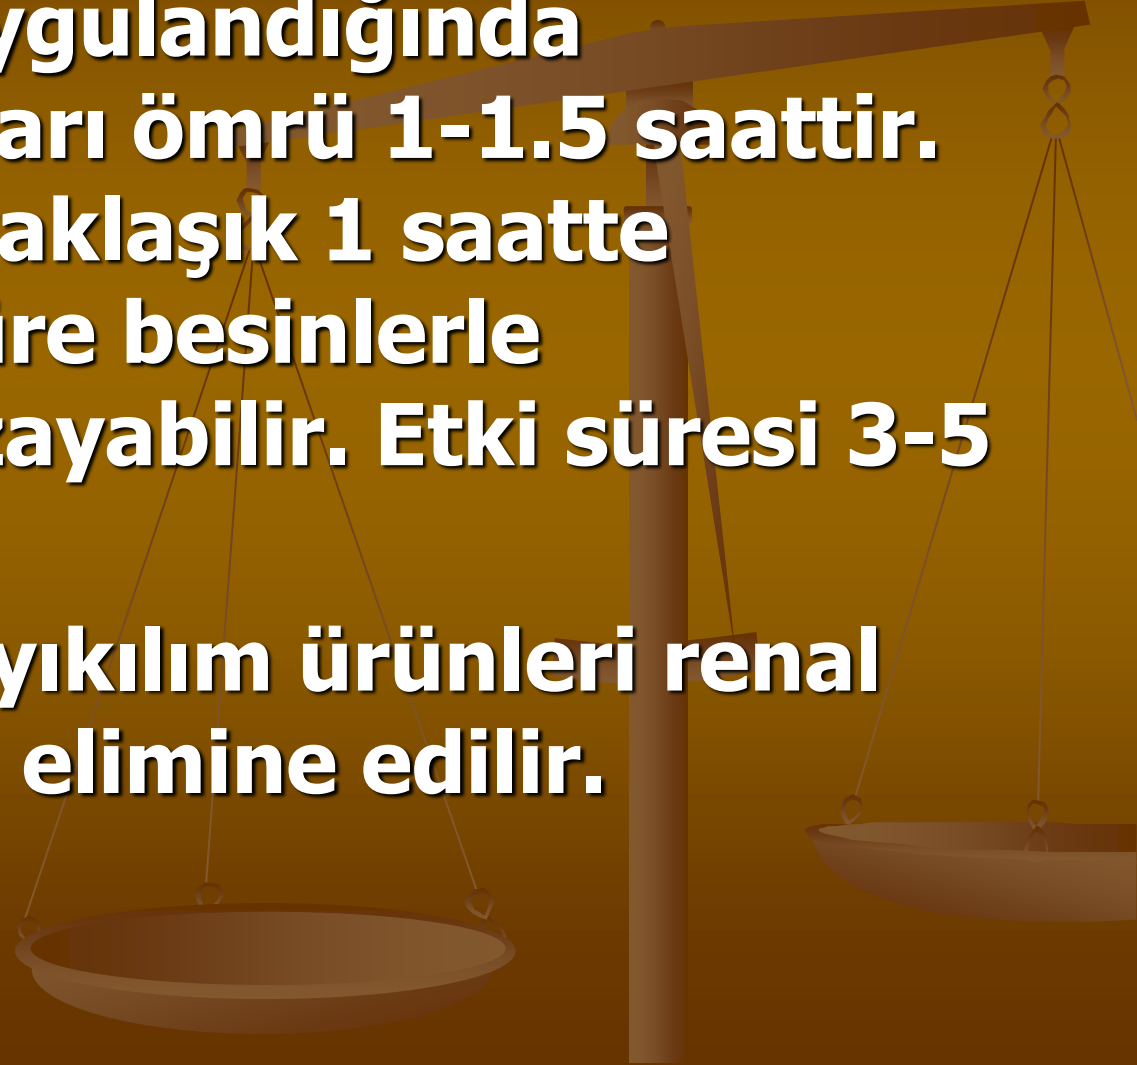 ygulandığında
arı ömrü 1-1.5 saattir.
aklaşık 1 saatte
re besinlerle
zayabilir. Etki süresi 3-5
yıkılım ürünleri renal
elimine edilir.